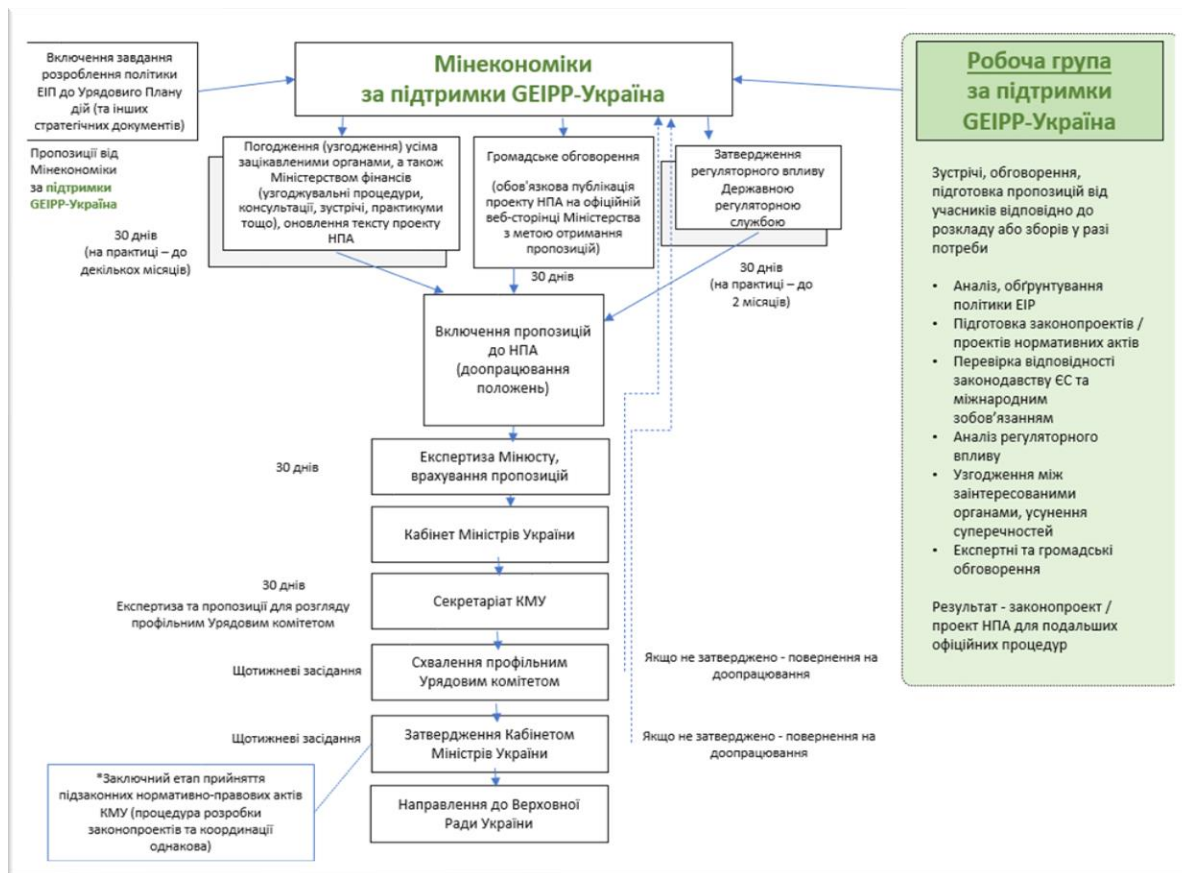 Включення завдання
розроблення політики
ЕІП до Урядового Плану
дій (та інших
стратегічних документів)
Пропозиції від
Мінекономіки
за підтримки
GEIPP-Україна
Мінекономіки
за підтримки GEIPP-Україна
Погодження (узгодження) усіма
зацікавленими органами, а також
Міністерством фінансів
(узгоджувальні процедури,
консультації, зустрічі, практикуми
тощо), оновлення тексту проекту
НПА
30 днів
(на практиці – до
декількох місяців)
Громадське обговорення
(обов'язкова публікація
проекту НПА на офіційній
веб-сторінці Міністерства
з метою отримання
пропозицій)
30 днів
Затвердження
регуляторного впливу
Державною
регуляторною
службою
30 днів
(на практиці – до
2 місяців)
Включення пропозицій
до НПА
(доопрацювання
положень)
30 днів
Експертиза Мінюсту,
врахування пропозицій
Кабінет Міністрів України
30 днів
Експертиза та пропозиції для розгляду
профільним Урядовим комітетом
Секретаріат КМУ
Щотижневі засідання
Схвалення профільним
Урядовим комітетом
Якщо не затверджено - повернення на
доопрацювання
Щотижневі засідання
Затвердження Кабінетом
Міністрів України
Якщо не затверджено - повернення на
доопрацювання
*Заключний етап прийняття
підзаконних нормативно-правових актів
КМУ (процедура розробки
законопроектів та координації
однакова)
Направлення до Верховної
Ради України
Робоча група
за підтримки
GEIPP-Україна
Зустрічі, обговорення,
підготовка пропозицій від
учасників відповідно до
розкладу або зборів у разі
потреби
• Аналіз, обґрунтування
політики EIP
• Підготовка законопроектів /
проектів нормативних актів
• Перевірка відповідності
законодавству ЄС та
міжнародним
зобов'язанням
• Аналіз регуляторного
впливу
• Узгодження між
заінтересованими
органами, усунення
суперечностей
• Експертні та громадські
обговорення
Результат - законопроект /
проект НПА для подальших
офіційних процедур